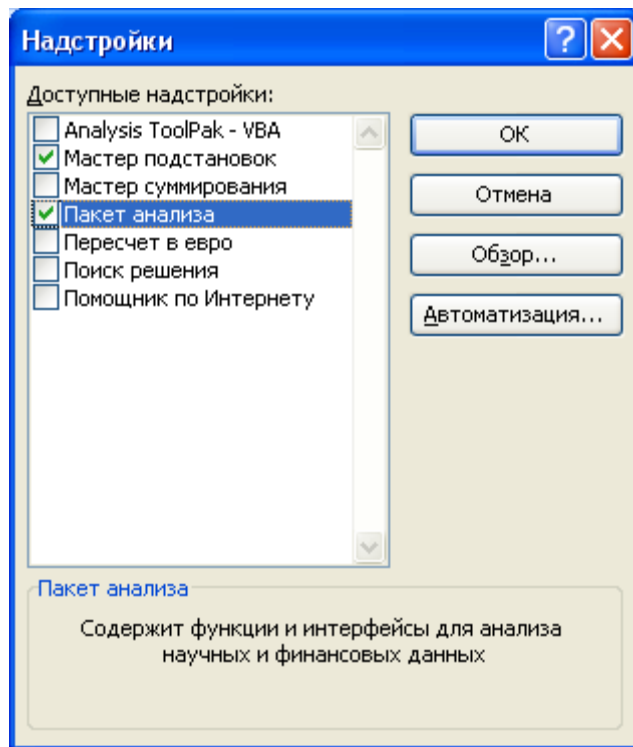 Надстройки
Доступные надстройки:
Analysis ToolPak - VBA
Мастер подстановок
Мастер суммирования
Пакет анализа
Пересчет в евро
Поиск решения
Помощник по Интернету
ОК
Отмена
Обзор...
Автоматизация...
Пакет анализа
Содержит функции и интерфейсы для анализа
научных и финансовых данных